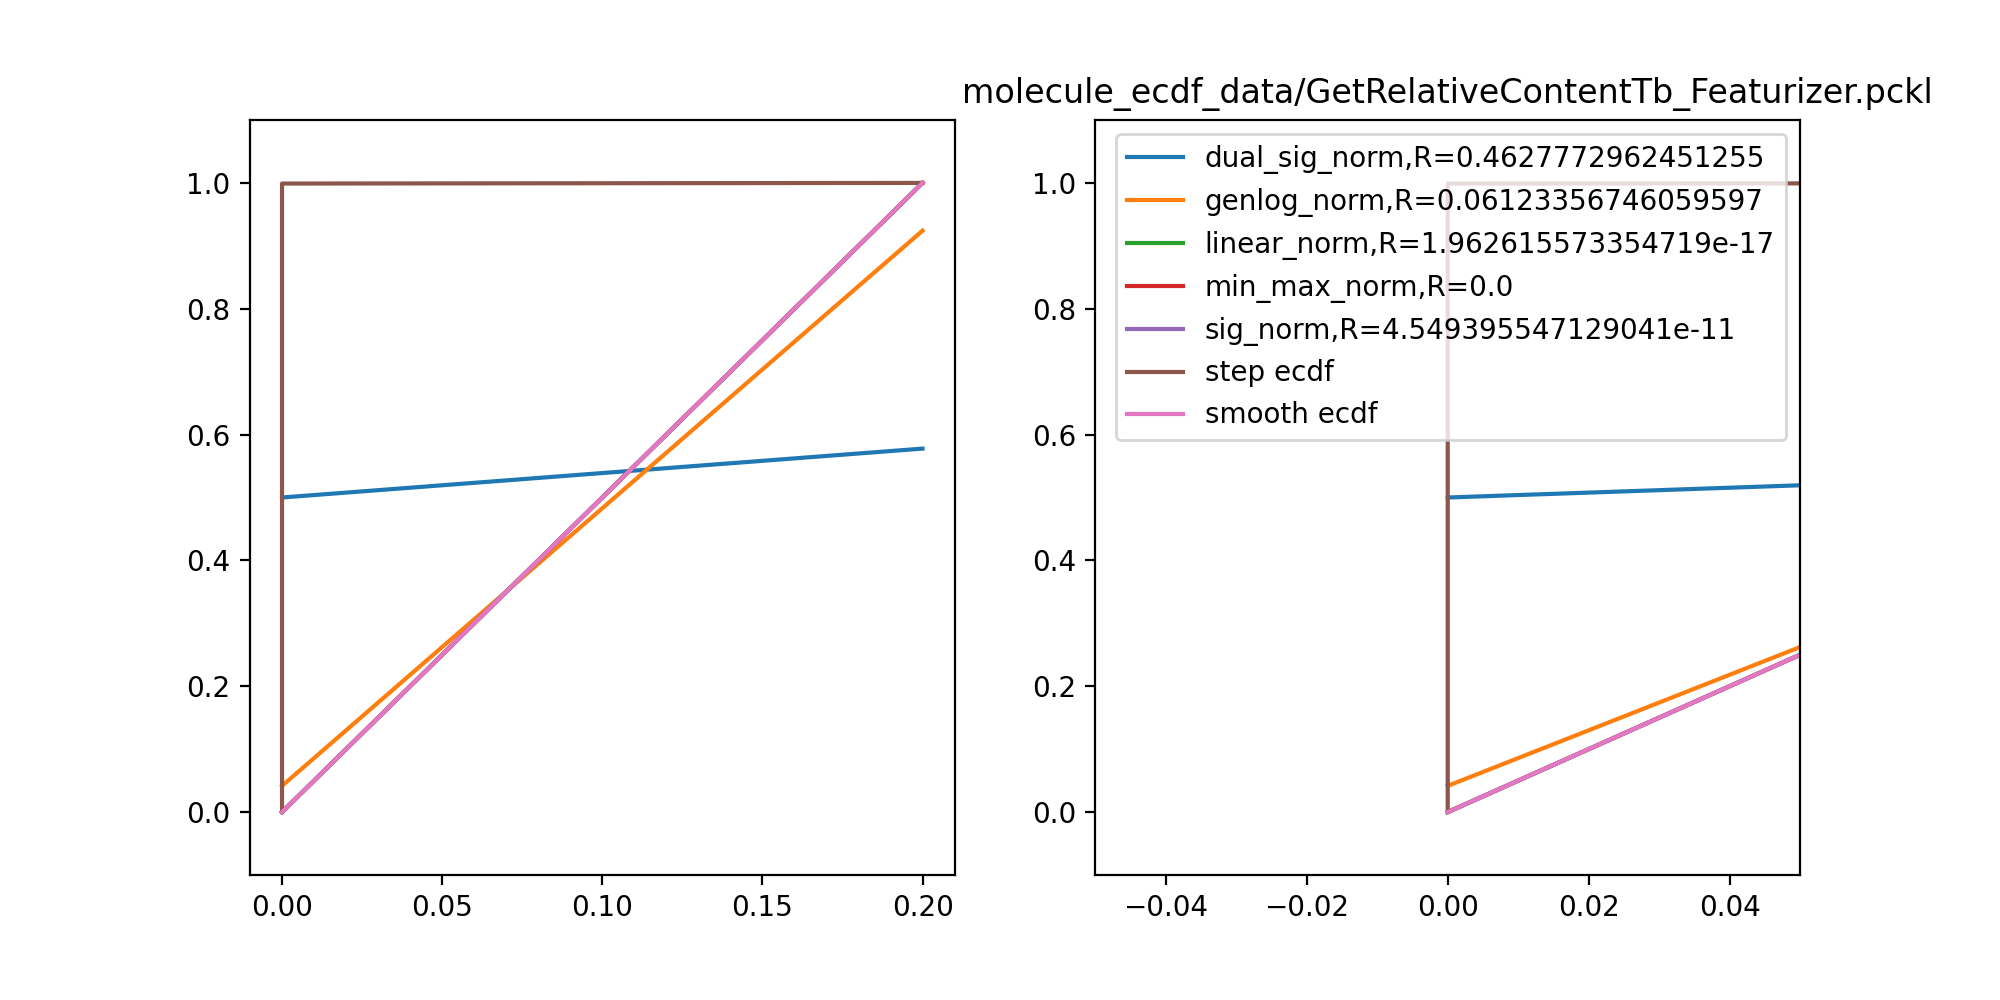 molecule_ecdf_data/GetRelativeContentTb_Featurizer.pckl
1.0
0.8
0.6
0.4
0.2
0.0
0.00 0.05 0.10 0.15 0.20
dual_sig_norm,R=0.4627772962451255
genlog_norm,R=0.06123356746059597
linear_norm,R=1.962615573354719e-17
min_max_norm,R=0.0
sig_norm,R=4.549395547129041e-11
step ecdf
smooth ecdf
1.0
0.8
0.6
0.4
0.2
0.0
−0.04 −0.02 0.00 0.02 0.04